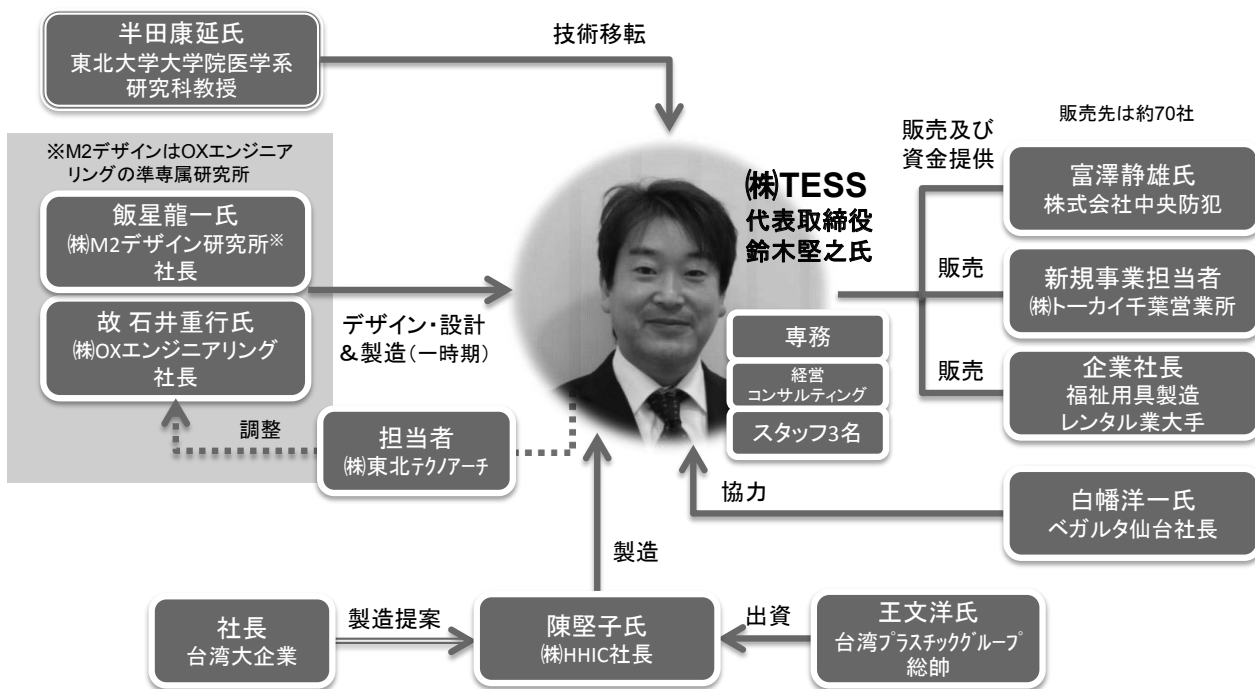 半田康延氏
東北大学大学院医学系
研究科教授
技術移転
※M2デザインはOXエンジニア
リングの準専属研究所
飯星龍一氏
㈱M2デザイン研究所※
社長
故 石井重行氏
㈱OXエンジニアリング
社長
デザイン・設計
&製造(一時期)
調整
担当者
㈱東北テクノアーチ
㈱TESS
代表取締役
鈴木堅之氏
専務
経営
コンサルティング
スタッフ3名
販売先は約70社
販売及び
資金提供
富澤静雄氏
株式会社中央防犯
販売
新規事業担当者
㈱トーカイ千葉営業所
販売
企業社長
福祉用具製造
レンタル業大手
協力
白幡洋一氏
ベガルタ仙台社長
製造
社長
台湾大企業
製造提案
陳堅子氏
㈱HHIC社長
出資
王文洋氏
台湾プラスチックグループ
総帥